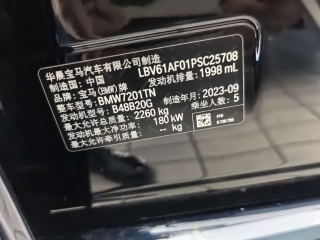 华晨宝马汽车有限公司制造
LBV61AF01PSC25708
制造国：中国
发动机排量：1998 mL
品牌：宝马(BMW)牌
整车型号：BMW7201TN
制造年月：2023-09
发动机型号：B48B20G
乘坐人数：5
最大允许总质量：2260 kg
发动机最大净功率：180 kW
最大允许牵引质量：-- kg